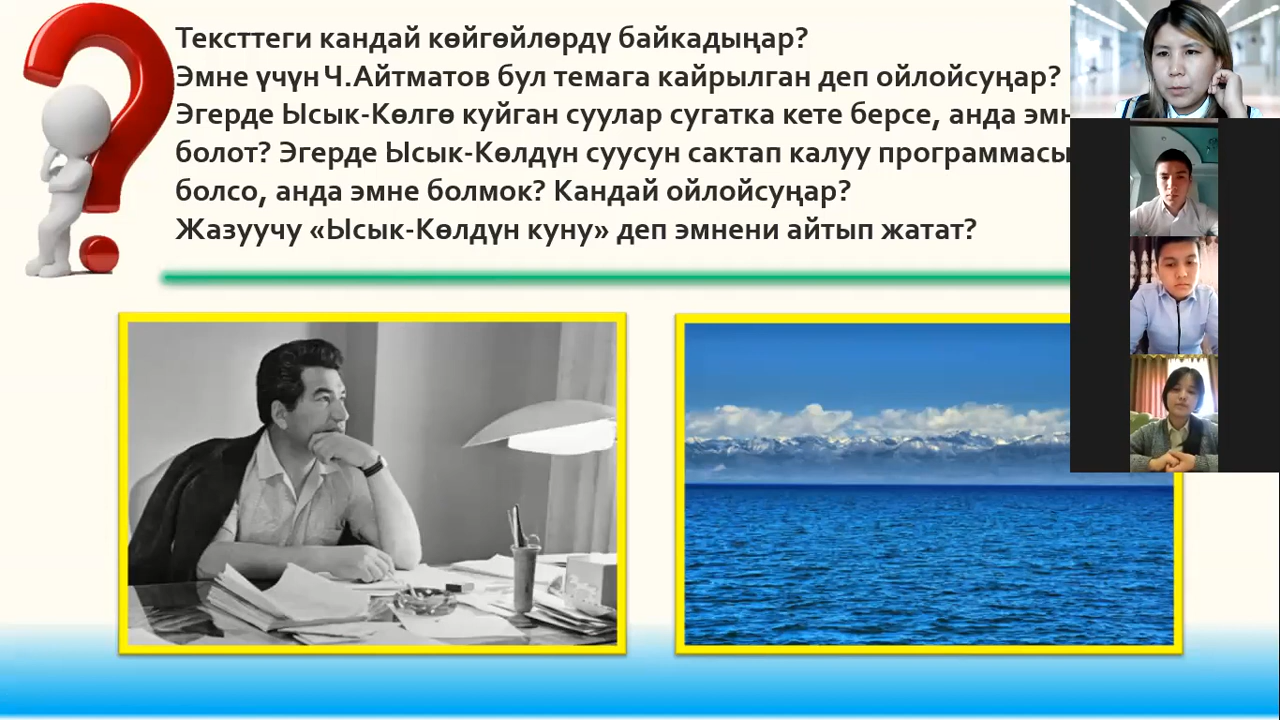 Тексттеги кандай көйгөйлөрдү байкадыңар?
Эмне үчүн Ч.Айтматов бул темага кайрылган деп ойлойсуңар?
Эгерде Ысык-Көлгө куйган суулар сугатка кете берсе, анда
болот? Эгерде Ысык-Көлдүн суусун сактап калуу программасы
болсо, анда эмне болмок? Кандай ойлойсуңар?
Жазуучу «Ысык-Көлдүн куну» деп эмнени айтып жатат?